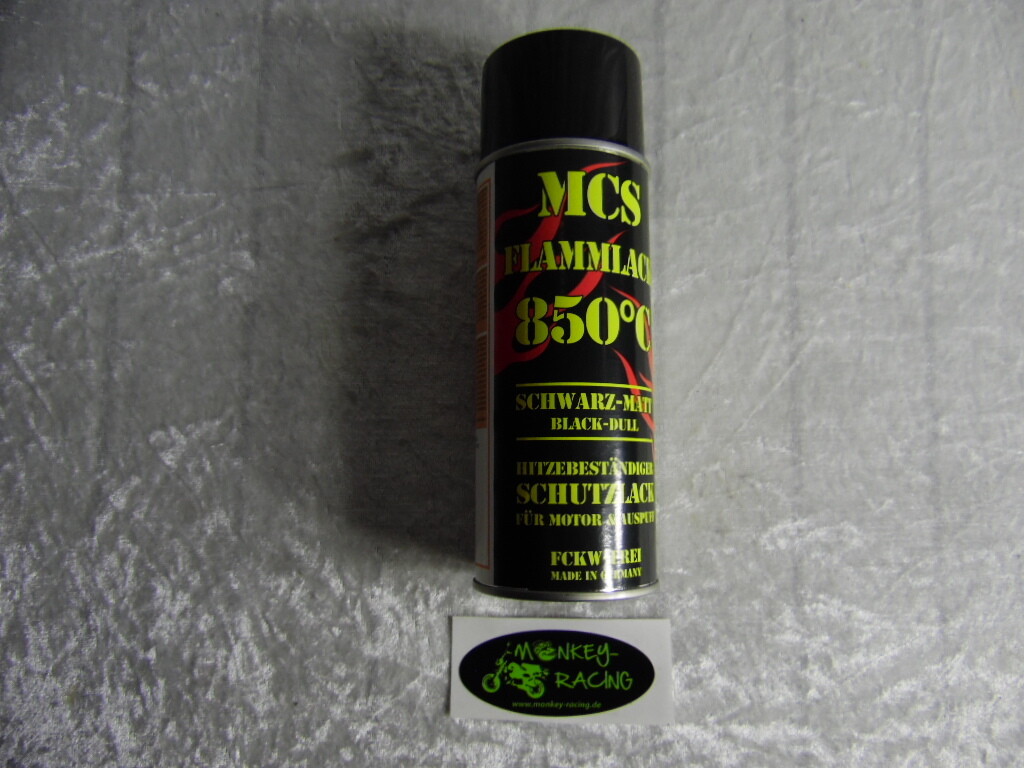 MCS
FLAMMLACK
850°C
SCHWARZ-MATT
BLACK-DULL
HITZEBESTÄNDIGER
SCHUTZLACK
FÜR MOTOR & AUSPUFF
FCKW-FREI
MADE IN GERMANY
MONKEY-
RACING
www.monkey-racing.de